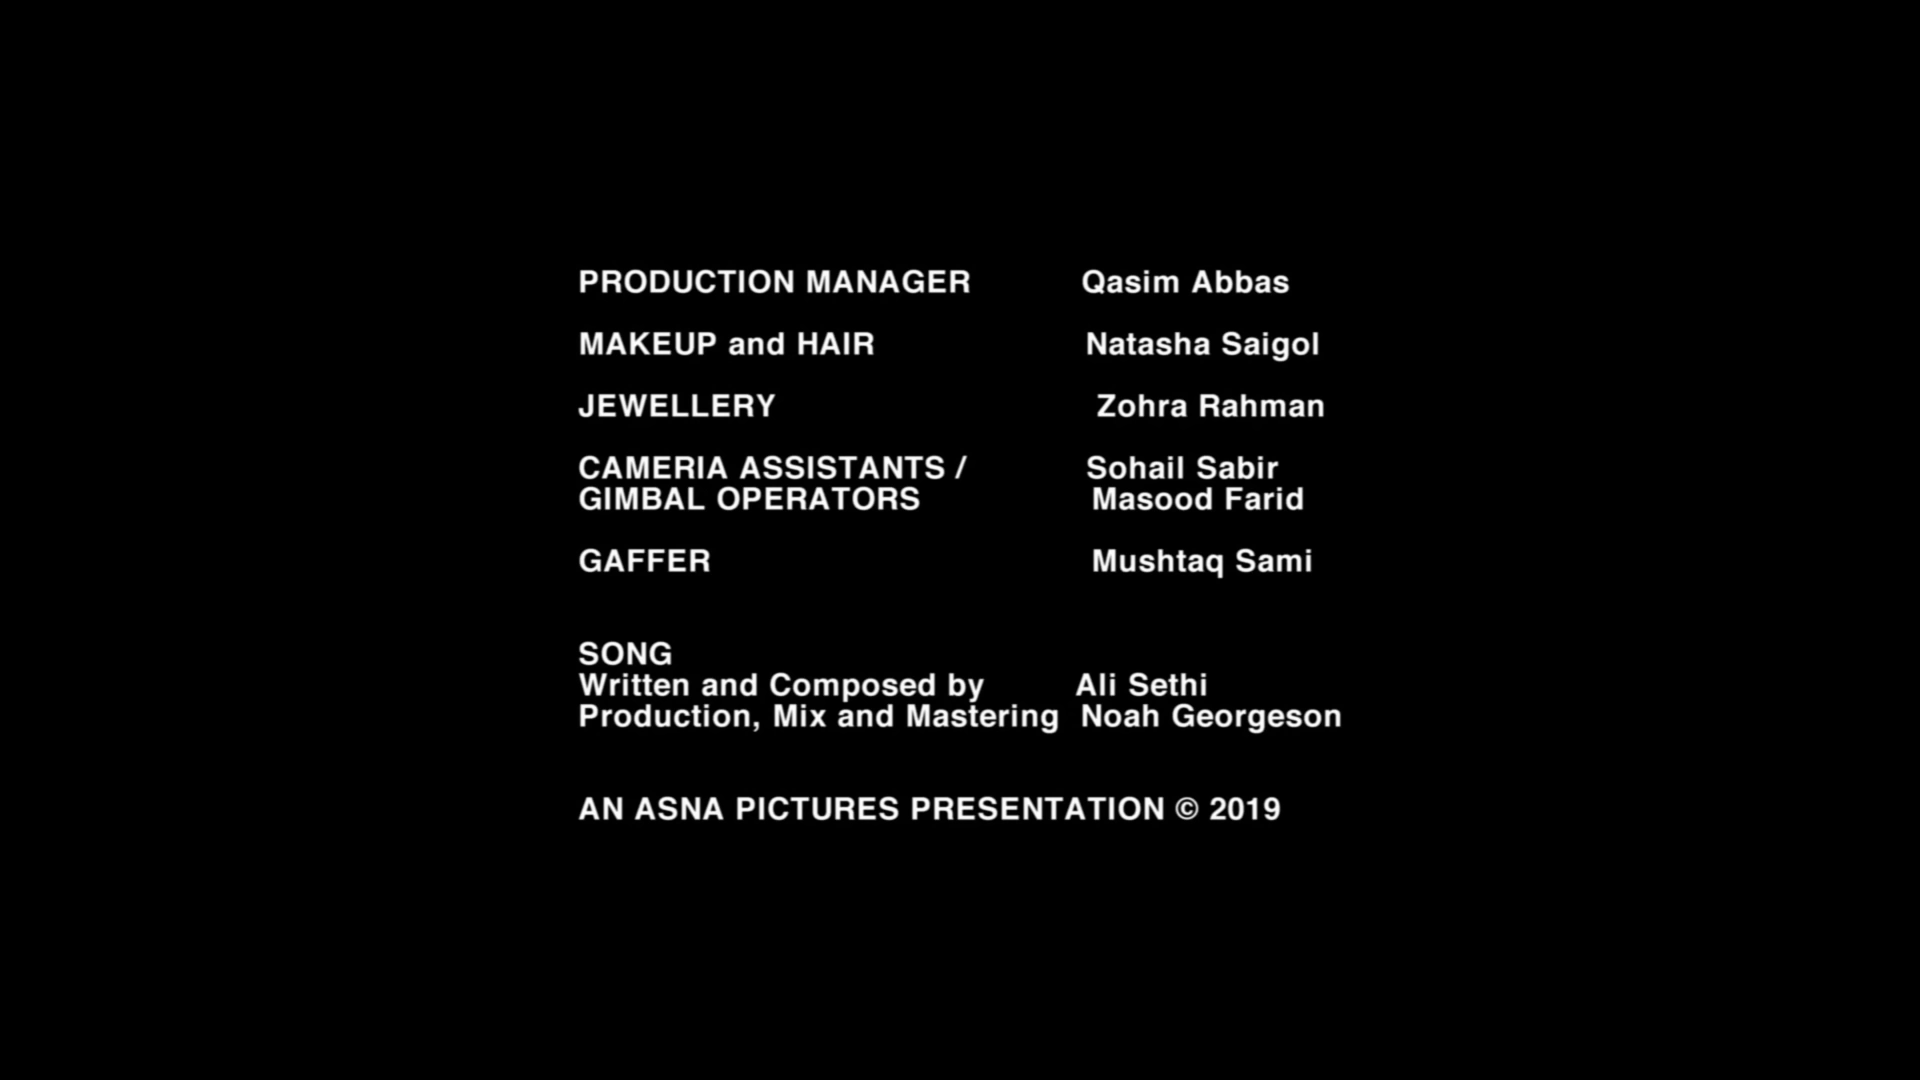 PRODUCTION MANAGER Qasim Abbas
MAKEUP and HAIR Natasha Saigol
JEWELLERY Zohra Rahman
CAMERIA ASSISTANTS / Sohail Sabir
GIMBAL OPERATORS Masood Farid
GAFFER Mushtaq Sami
SONG
Written and Composed by Ali Sethi
Production, Mix and Mastering Noah Georgeson
AN ASNA PICTURES PRESENTATION © 2019